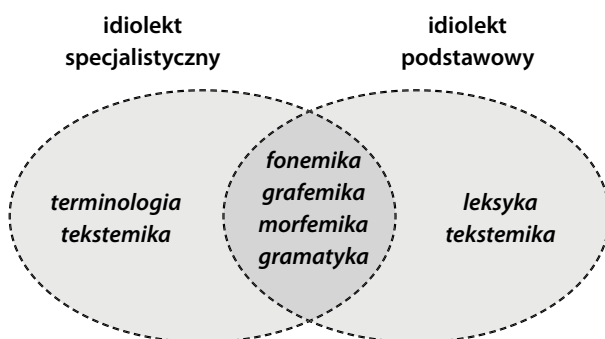 idiolekt
specjalistyczny
idiolekt
podstawowy
terminologia
tekstemika
fonemika
grafemika
morfemika
gramatyka
leksyka
tekstemika